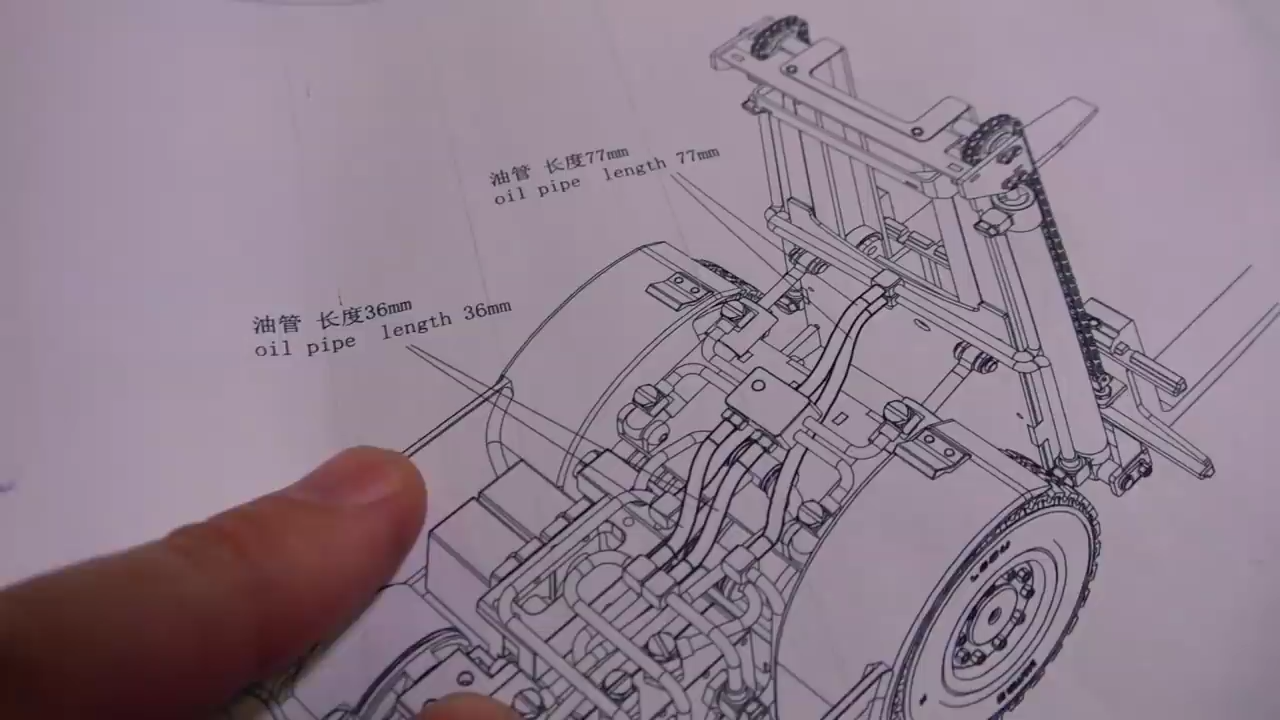 油管 长度77mm
oil pipe length 77mm
油管 长度36mm
oil pipe length 36mm